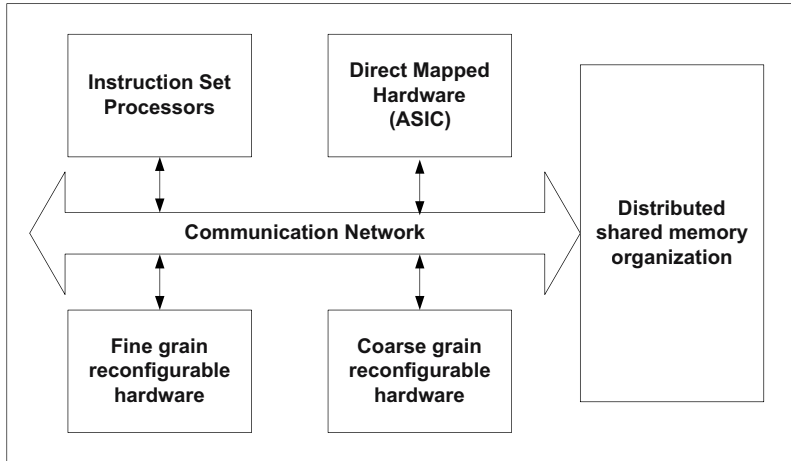 Instruction Set
Processors
Direct Mapped
Hardware
(ASIC)
Communication Network
Distributed
shared memory
organization
Fine grain
reconfigurable
hardware
Coarse grain
reconfigurable
hardware